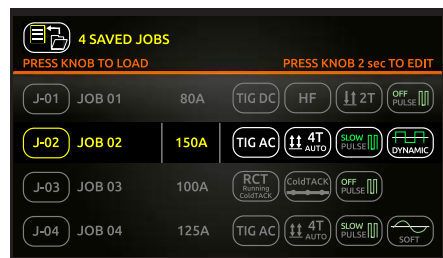 4 SAVED JOBS
PRESS KNOB TO LOAD PRESS KNOB 2 sec TO EDIT
J-01 JOB 01 80A TIG DC HF 2T OFF PULSE
J-02 JOB 02 150A TIG AC 4T AUTO SLOW PULSE DYNAMIC
J-03 JOB 03 100A RCT Running ColdTACK ColdTACK OFF PULSE
J-04 JOB 04 125A TIG AC 4T AUTO SLOW PULSE SOFT